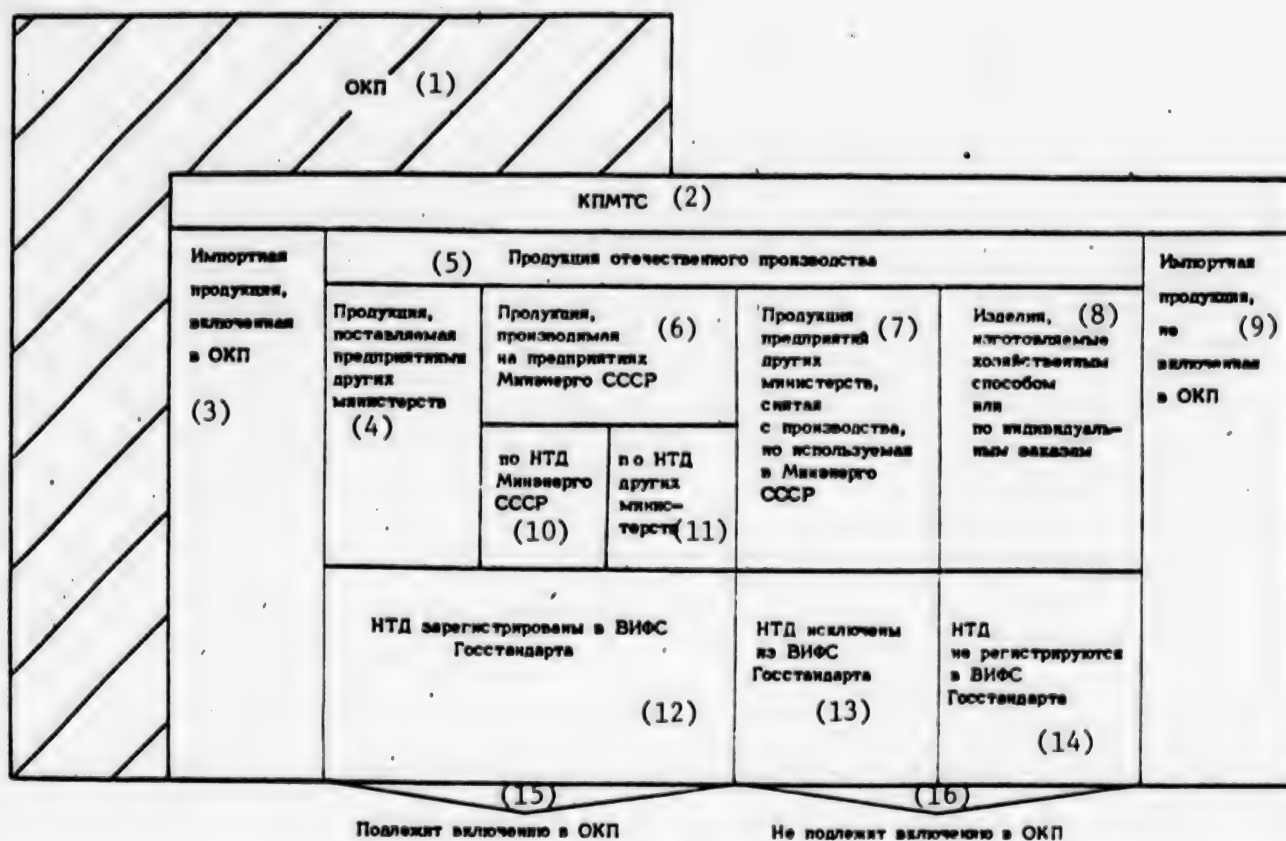 ОКП (1)
КПМТС (2)
Импортная
продукция,
включенная
в ОКП
(3)
(5) Продукция отечественного производства
Продукция,
поставляемая
предприятиями
других
министерств
(4)
Продукция, (6)
производимая
на предприятиях
Минэнерго СССР
по НТД
Минэнерго
СССР
(10)
по НТД
других
минис-
терств (11)
Продукция (7)
предприятий
других
министерств,
снятая
с производства,
но используемая
в Минэнерго
СССР
Изделия, (8)
изготовляемые
хозяйственным
способом
или
по индивидуаль-
ным заказам
Импортная
продукция,
не (9)
включенная
в ОКП
НТД зарегистрированы в ВИФС
Госстандарта
(12)
НТД исключены
из ВИФС
Госстандарта
(13)
НТД
не регистрируются
в ВИФС
Госстандарта
(14)
(15)
Подлежит включению в ОКП
(16)
Не подлежит включению в ОКП